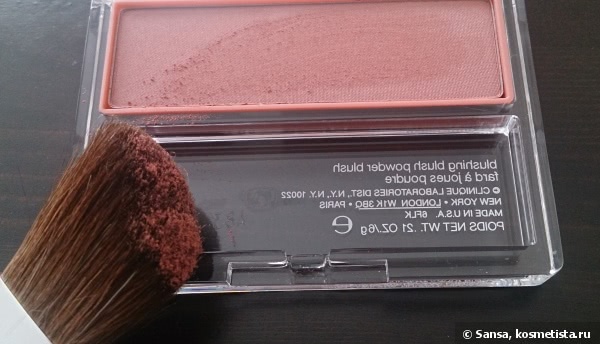 blushing blush powder blush
fard à joues poudre
© CLINIQUE LABORATORIES DIST., N.Y., N.Y. 10022
NEW YORK • LONDON W1K 3BQ • PARIS
MADE IN U.S.A. 6FLK
POIDS NET WT. .21 OZ./6g e
© Sansa, kosmetista.ru